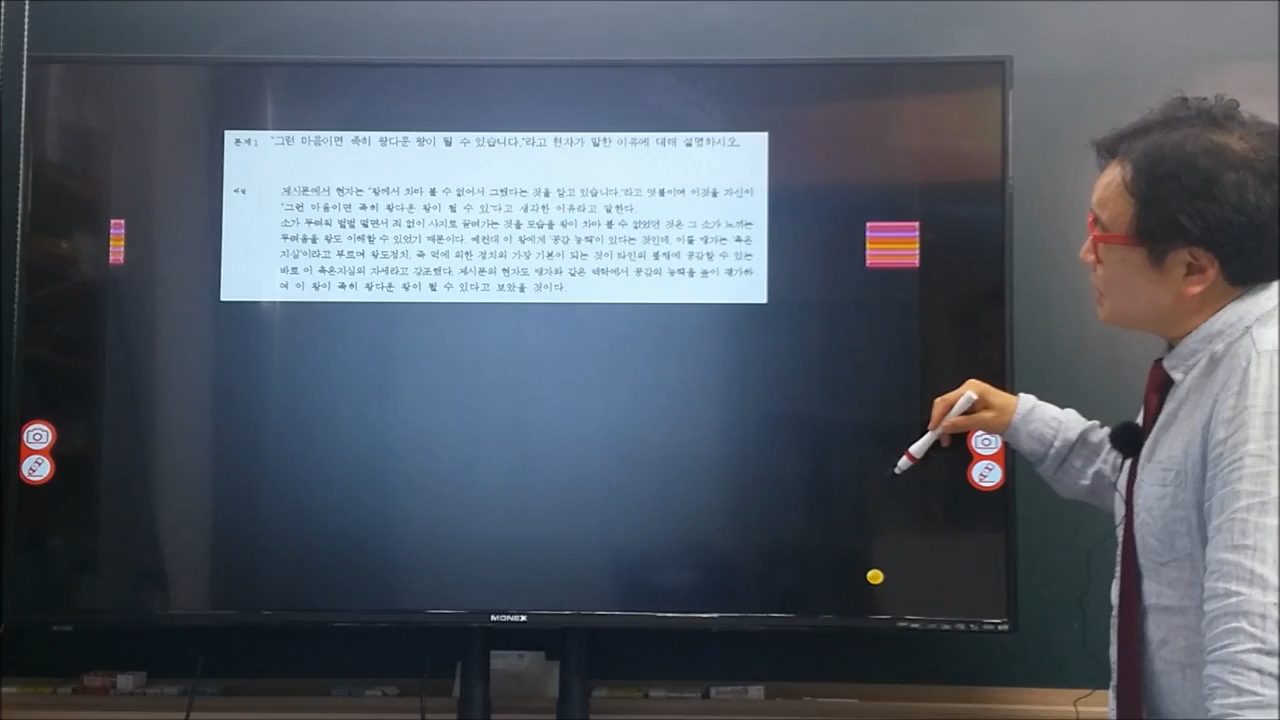 문제 1 "그런 마음이면 족히 왕다운 왕이 될 수 있습니다."라고 현자가 말한 이유에 대해 설명하시오.
해설 제시문에서 현자는 "왕께서 차마 볼 수 없어서 그랬다는 것을 알고 있습니다."라고 덧붙이며 이것을 자신이
"그런 마음이면 족히 왕다운 왕이 될 수 있"다고 생각한 이유라고 말한다.
소가 두려워 벌벌 떨면서 죄 없이 사지로 끌려가는 것을 모습을 왕이 차마 볼 수 없었던 것은 그 소가 느끼는
두려움을 왕도 이해할 수 있었기 때문이다. 예컨대 이 왕에게 '공감 능력'이 있다는 것인데, 이를 맹자는 '측은
지심'이라고 부르며 왕도정치, 즉 덕에 의한 정치의 가장 기본이 되는 것이 타인의 불행에 공감할 수 있는
바로 이 측은지심의 자세라고 강조했다. 제시문의 현자도 맹자와 같은 맥락에서 공감의 능력을 높이 평가하
여 이 왕이 족히 왕다운 왕이 될 수 있다고 보았을 것이다.
MONEX